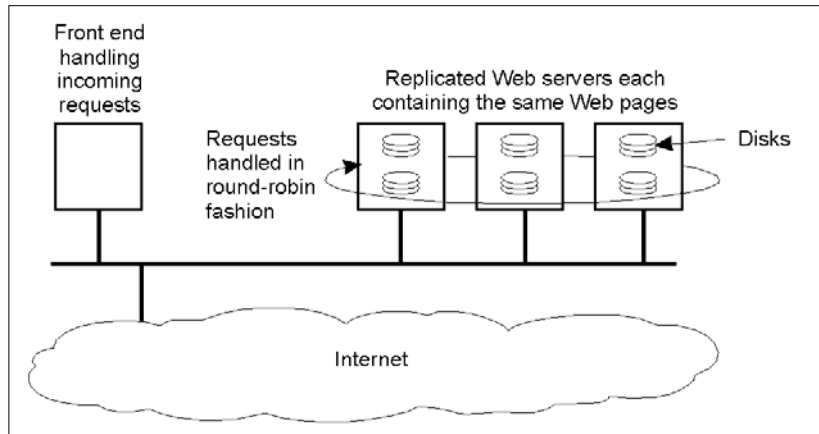 Front end
handling
incoming
requests
Replicated Web servers each
containing the same Web pages
Requests
handled in
round-robin
fashion
Disks
Internet